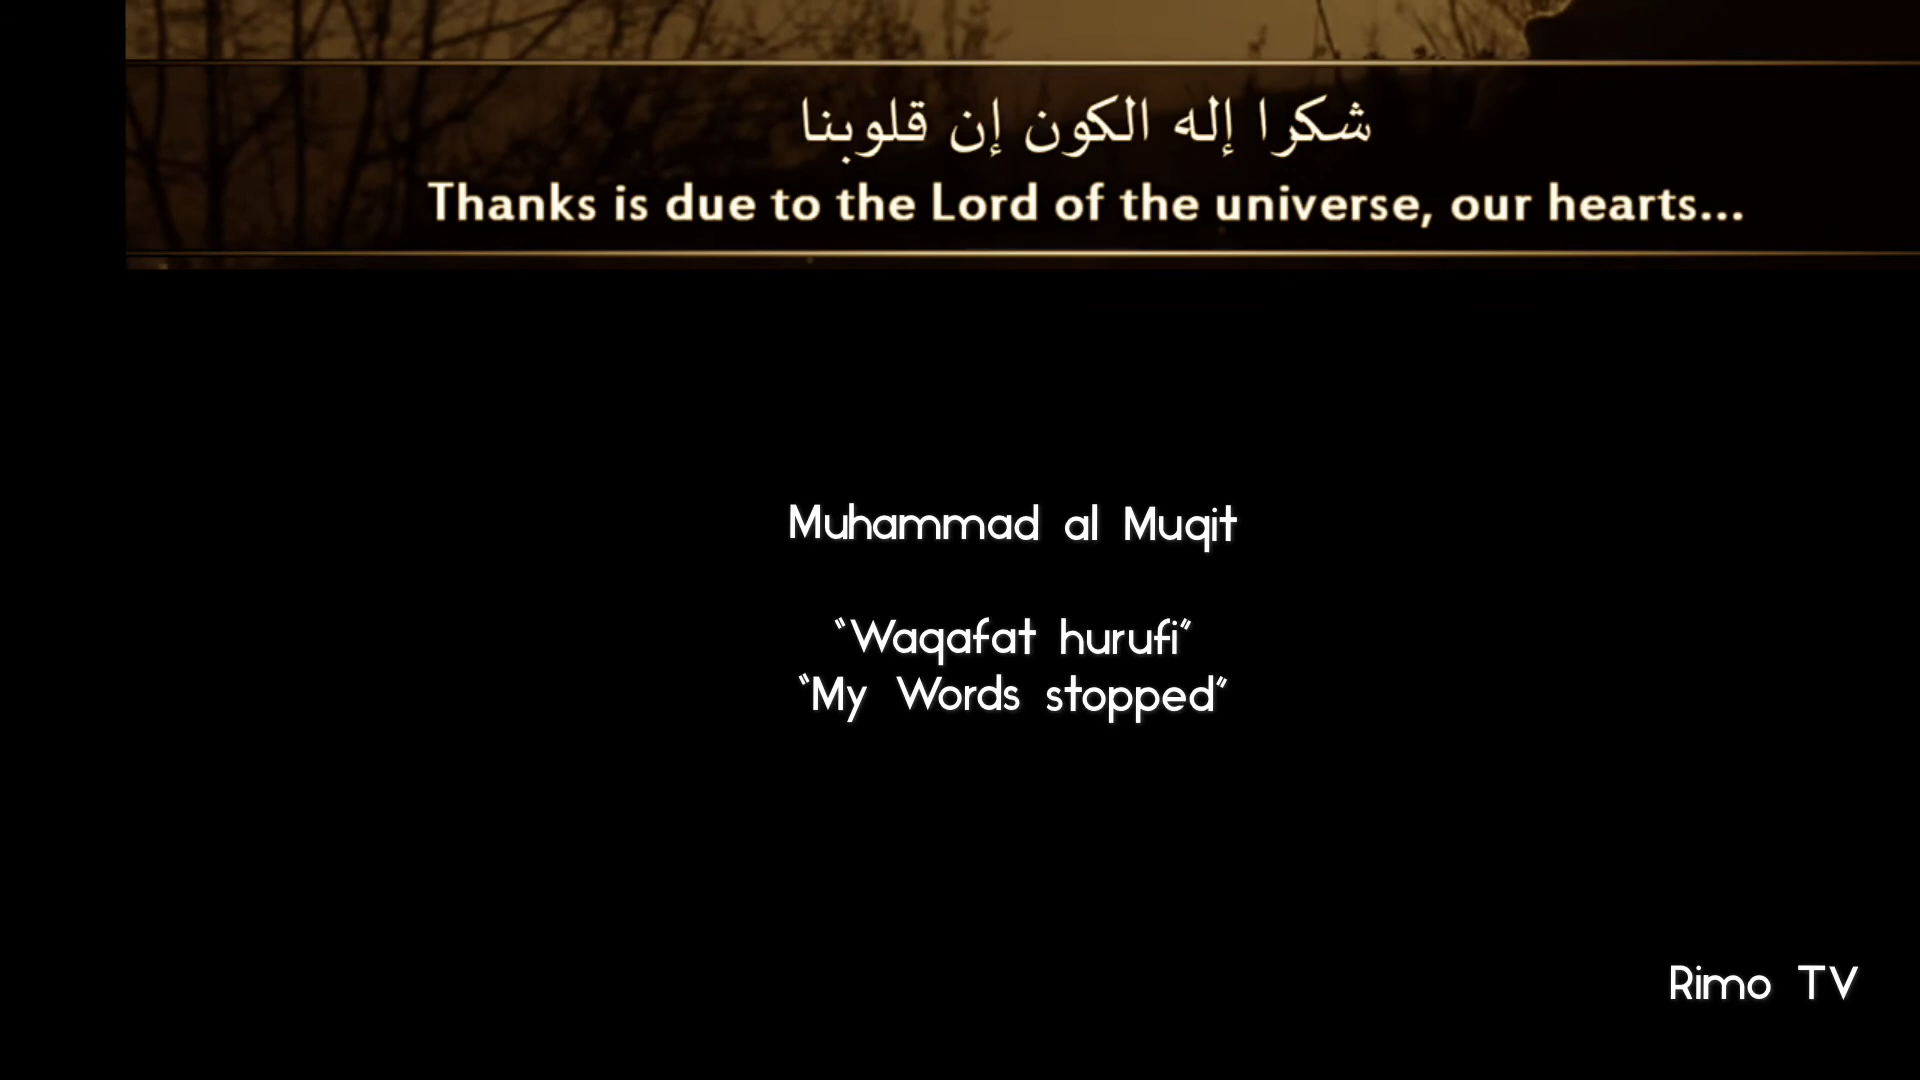 شكرا إله الكون إن قلوبنا
Thanks is due to the Lord of the universe, our hearts...
Muhammad al Muqit
"Waqafat hurufi"
"My Words stopped"
Rimo TV